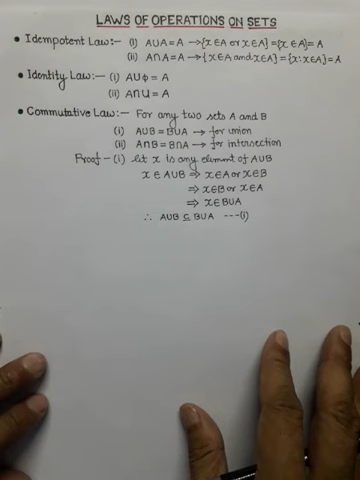 LAWS OF OPERATIONS ON SETS
• Idempotent Law:- (i) A∪A = A → {x∈A or x∈A} = {x∈A} = A
(ii) A∩A = A → {x∈A and x∈A} = {x:x∈A} = A
• Identity Law:- (i) A∪ϕ = A
(ii) A∩U = A
• Commutative Law:- For any two sets A and B
(i) A∪B = B∪A → for union
(ii) A∩B = B∩A → for intersection
Proof - (i) let x is any element of A∪B
x ∈ A∪B ⇒ x∈A or x∈B
⇒ x∈B or x∈A
⇒ x∈B∪A
∴ A∪B ⊆ B∪A ---(i)